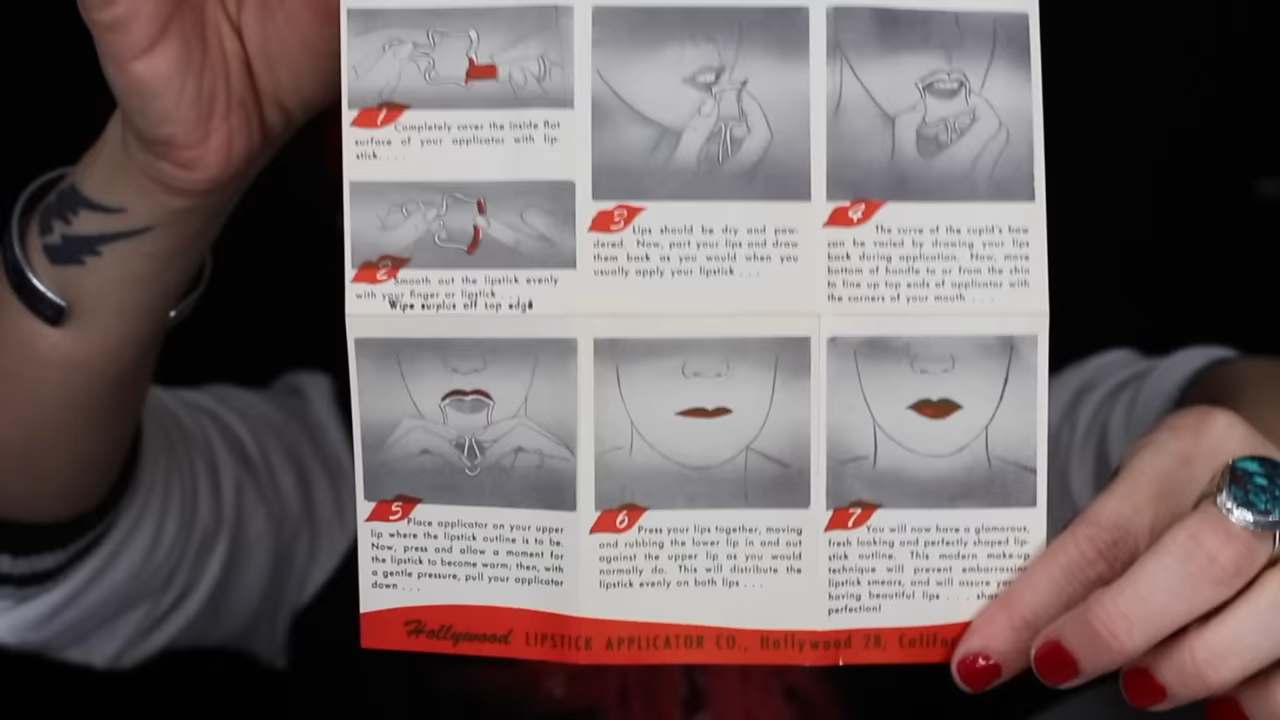 1 Completely cover the inside flat
surface of your applicator with lip-
stick. . . .
2 Smooth out the lipstick evenly
with your finger or lipstick . . .
Wipe surplus off top edge
3 Lips should be dry and pow-
dered. Now, part your lips and draw
them back as you would when you
usually apply your lipstick . . .
4 The curve of the cupid's bow
can be varied by drawing your lips
back during application. Now, move
bottom of handle to or from the skin
to line up top ends of applicator with
the corners of your mouth . . .
5 Place applicator on your upper
lip where the lipstick outline is to be.
Now, press and allow a moment for
the lipstick to become warm; then, with
a gentle pressure, pull your applicator
down . . .
6 Press your lips together, moving
and rubbing the lower lip in and out
against the upper lip as you would
normally do. This will distribute the
lipstick evenly on both lips . . .
7 You will now have a glamorous,
fresh looking and perfectly shaped lip-
stick outline. This modern make-up
technique will prevent embarrassing
lipstick smears, and will assure
having beautiful lips . . .
perfection!
Hollywood LIPSTICK APPLICATOR CO., Hollywood 28,